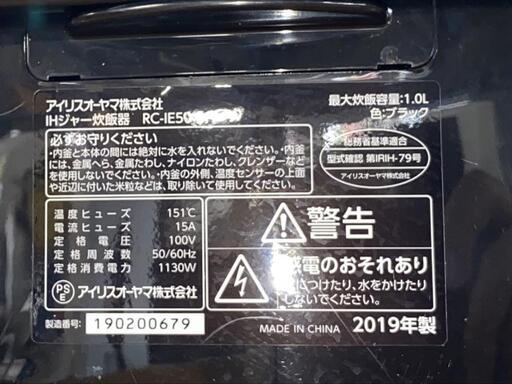 アイリスオーヤマ株式会社
IHジャー炊飯器 RC-IE50
最大炊飯容量:1.0L
色:ブラック
必ずお守りください
・内釜と本体の間には絶対に水を入れないでください。・内釜
には、金属へら、金属たわし、ナイロンたわし、クレンザーなど
を使用しないでください。・内釜の外側、温度センサーの上面
や近辺に付いた米粒などは、取り除いて使用してください。
総務省基準適合
型式確認 第IRIH-79号
アイリスオーヤマ株式会社
温度ヒューズ 151℃
電流ヒューズ 15A
定格電圧 100V
定格周波数 50/60Hz
定格消費電力 1130W
PSE アイリスオーヤマ株式会社
警告
感電のおそれあり
につけたり、水をかけたり
しないでください。
製造番号: 190200679
MADE IN CHINA
2019年製